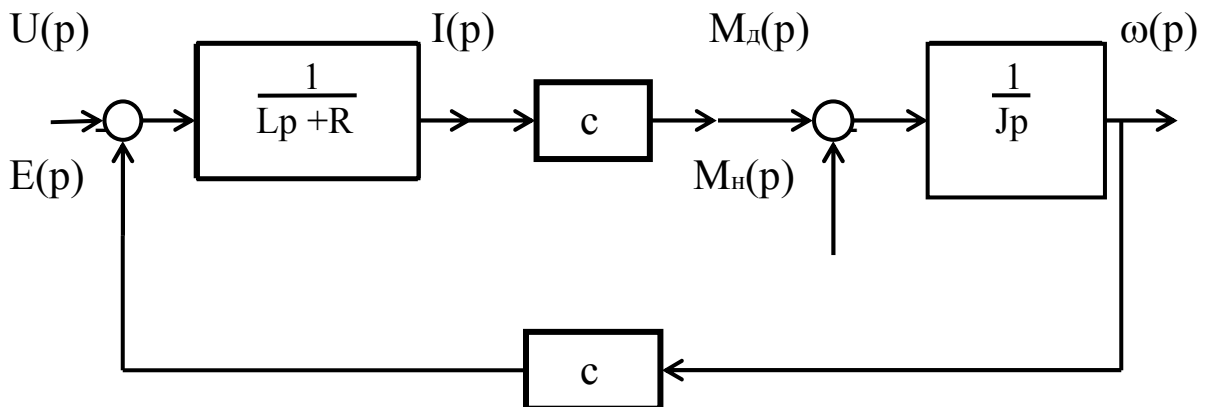 U(p)
I(p)
Mд(p)
ω(p)
1
Lp +R
c
1
Jp
-
-
E(p)
Mн(p)
c